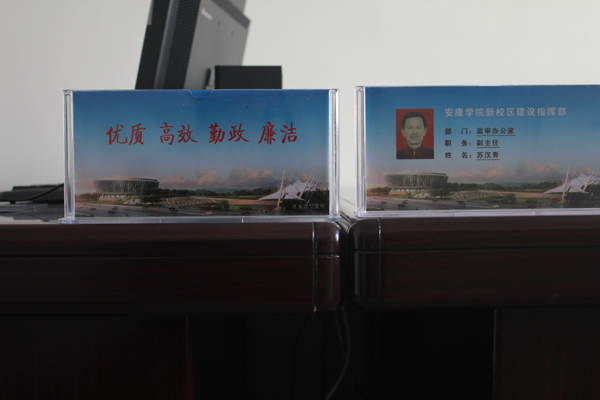 优质 高效 勤政 廉洁
安康学院新校区建设指挥部
部 门：监审办公室
职 务：副主任
姓 名：苏汉青